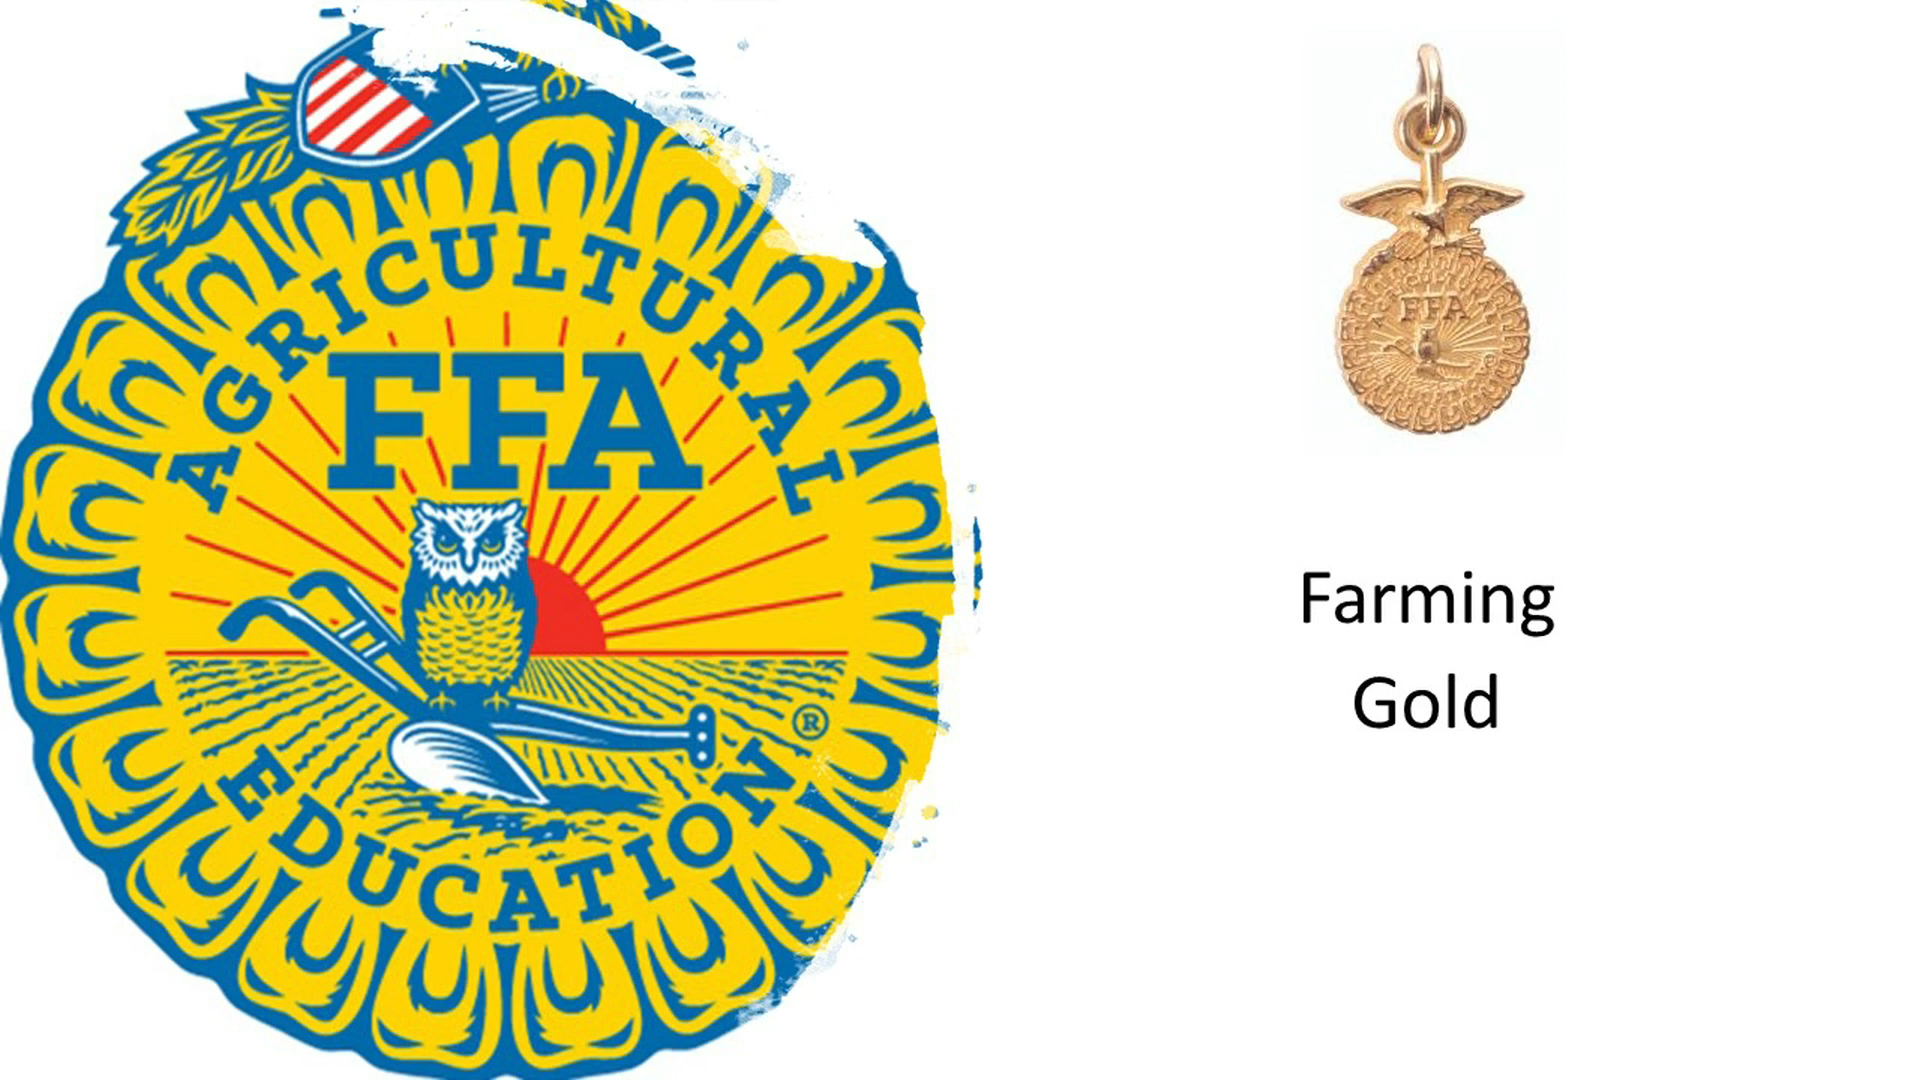 AGRICULTURAL
FFA
®
EDUCATION
FFA
Farming
Gold